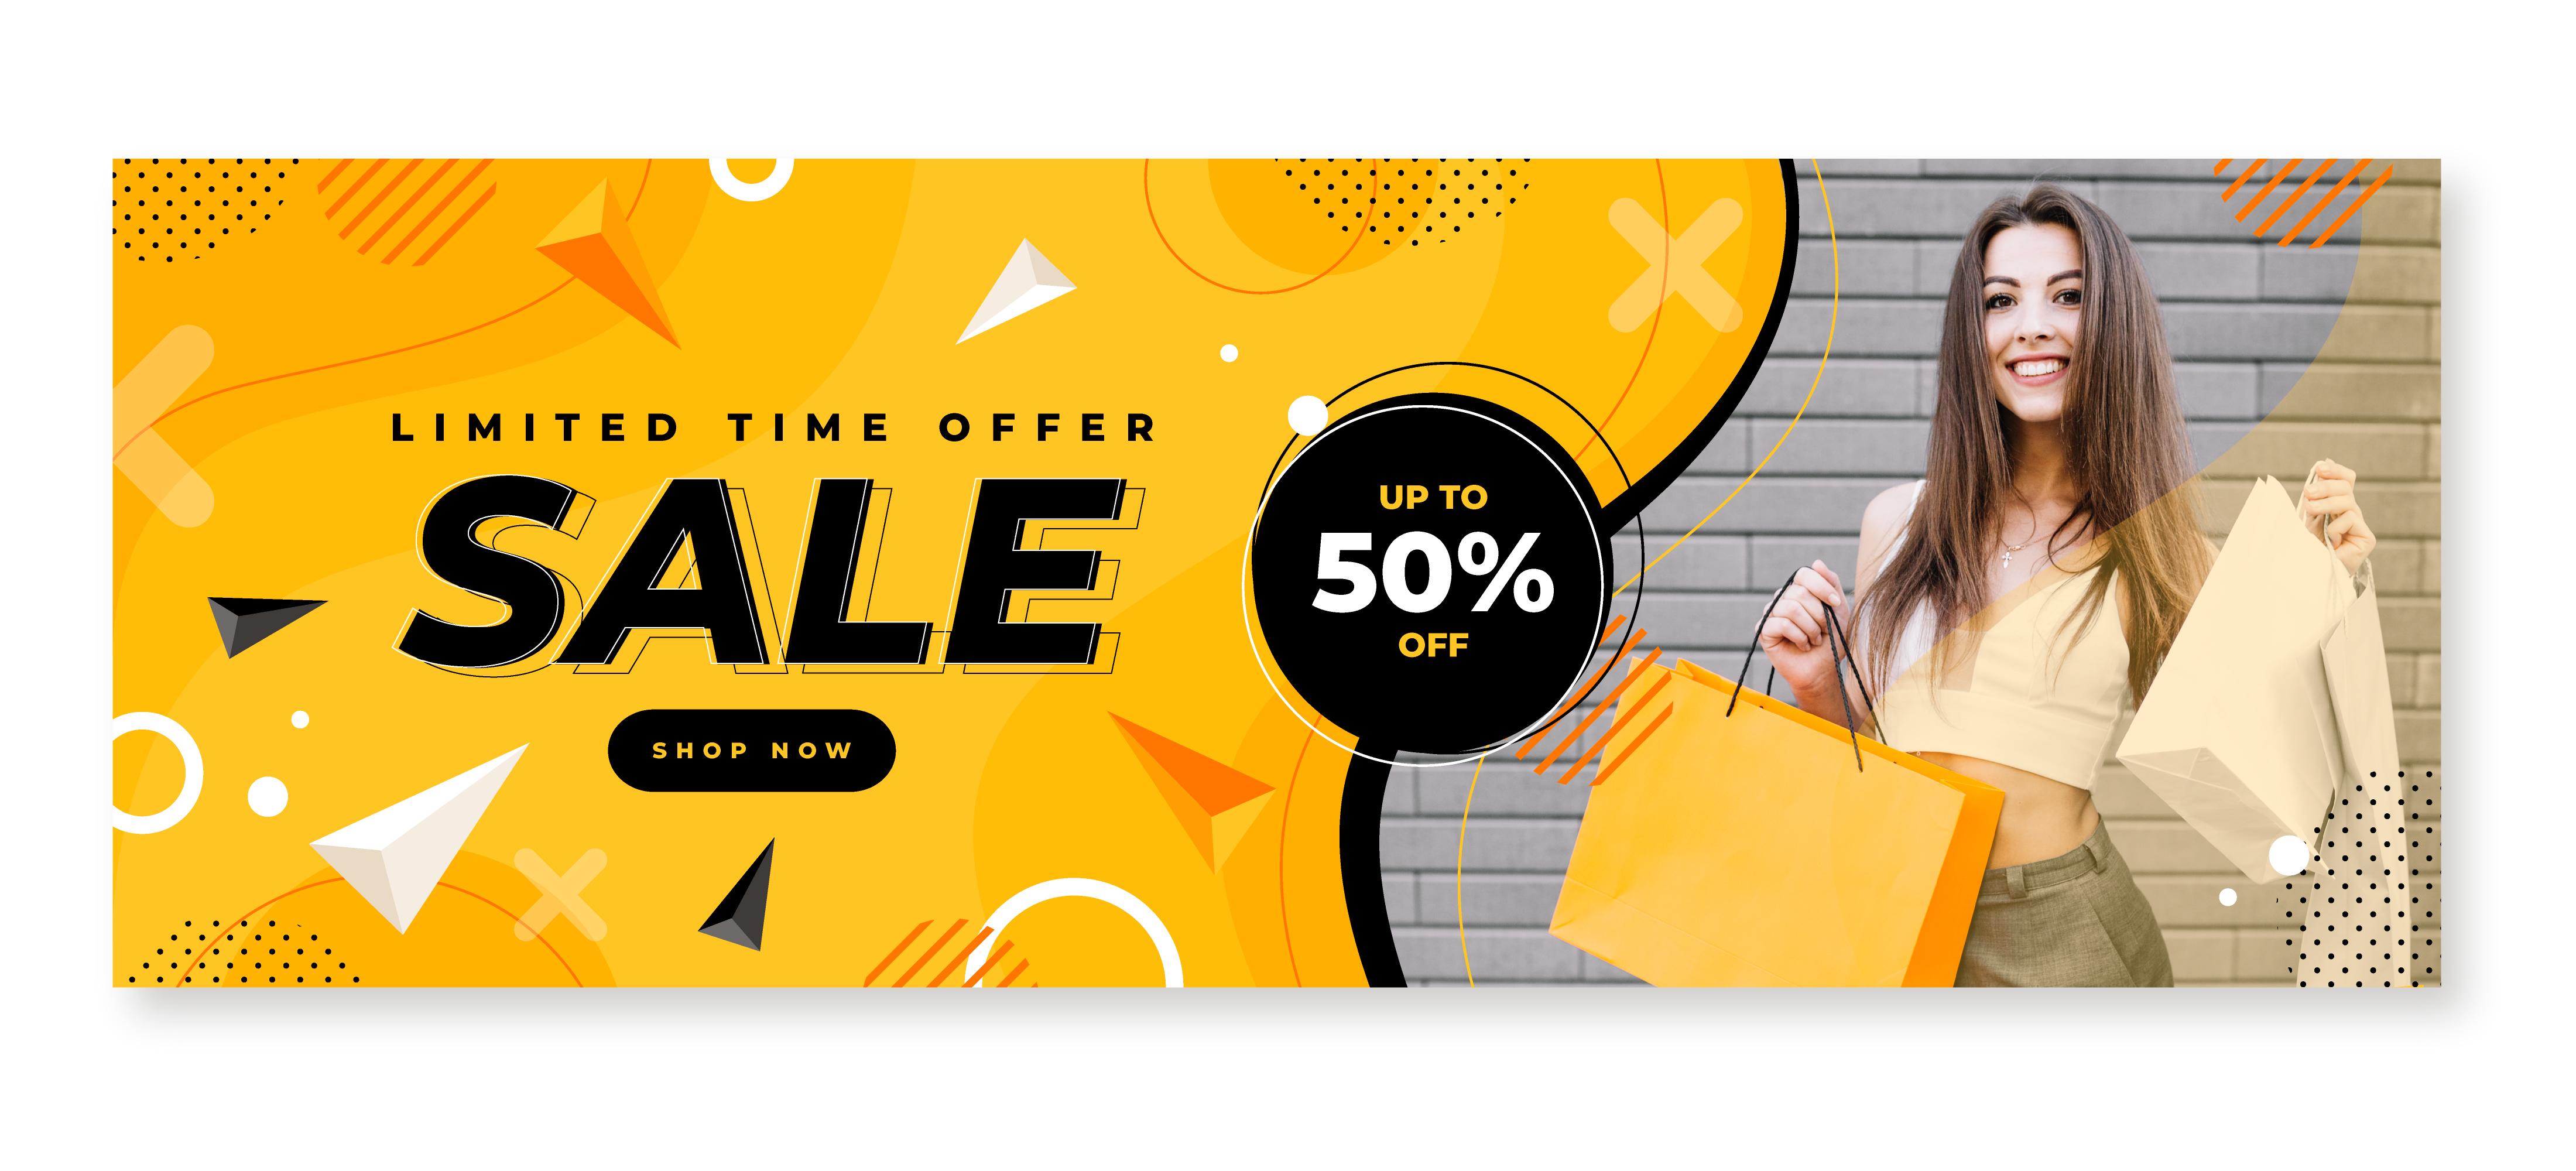 LIMITED TIME OFFER
SALE
SHOP NOW
UP TO
50%
OFF